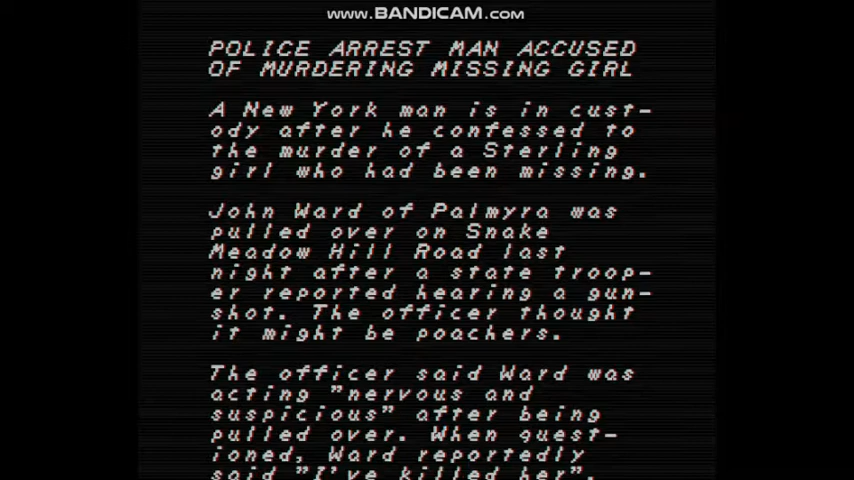 www.BANDICAM.com
POLICE ARREST MAN ACCUSED
OF MURDERING MISSING GIRL
A New York man is in cust-
ody after he confessed to
the murder of a Sterling
girl who had been missing.
John Ward of Palmyra was
pulled over on Snake
Meadow Hill Road last
night after a state troop-
er reported hearing a gun-
shot. The officer thought
it might be poachers.
The officer said Ward was
acting "nervous and
suspicious" after being
pulled over. When quest-
ioned, Ward reportedly
said "I've killed her".